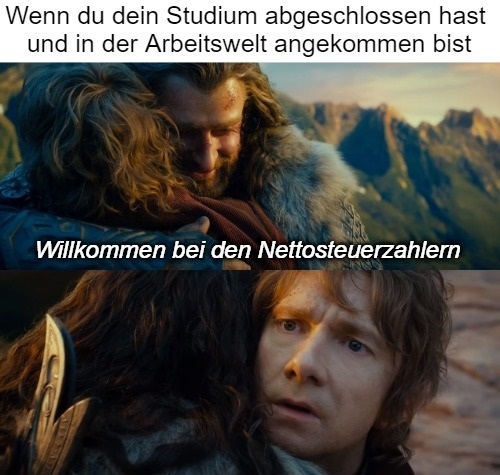 Wenn du dein Studium abgeschlossen hast
und in der Arbeitswelt angekommen bist
Willkommen bei den Nettosteuerzahlern